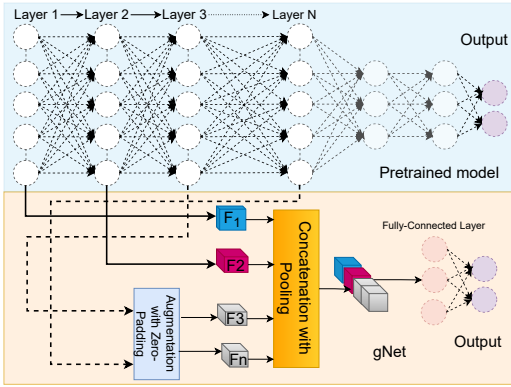 Layer 1
Layer 2
Layer 3
Layer N
Output
Pretrained model
F1
F2
F3
Fn
Augmentation
with Zero-
Padding
Concatenation with
Pooling
Fully-Connected Layer
gNet
Output